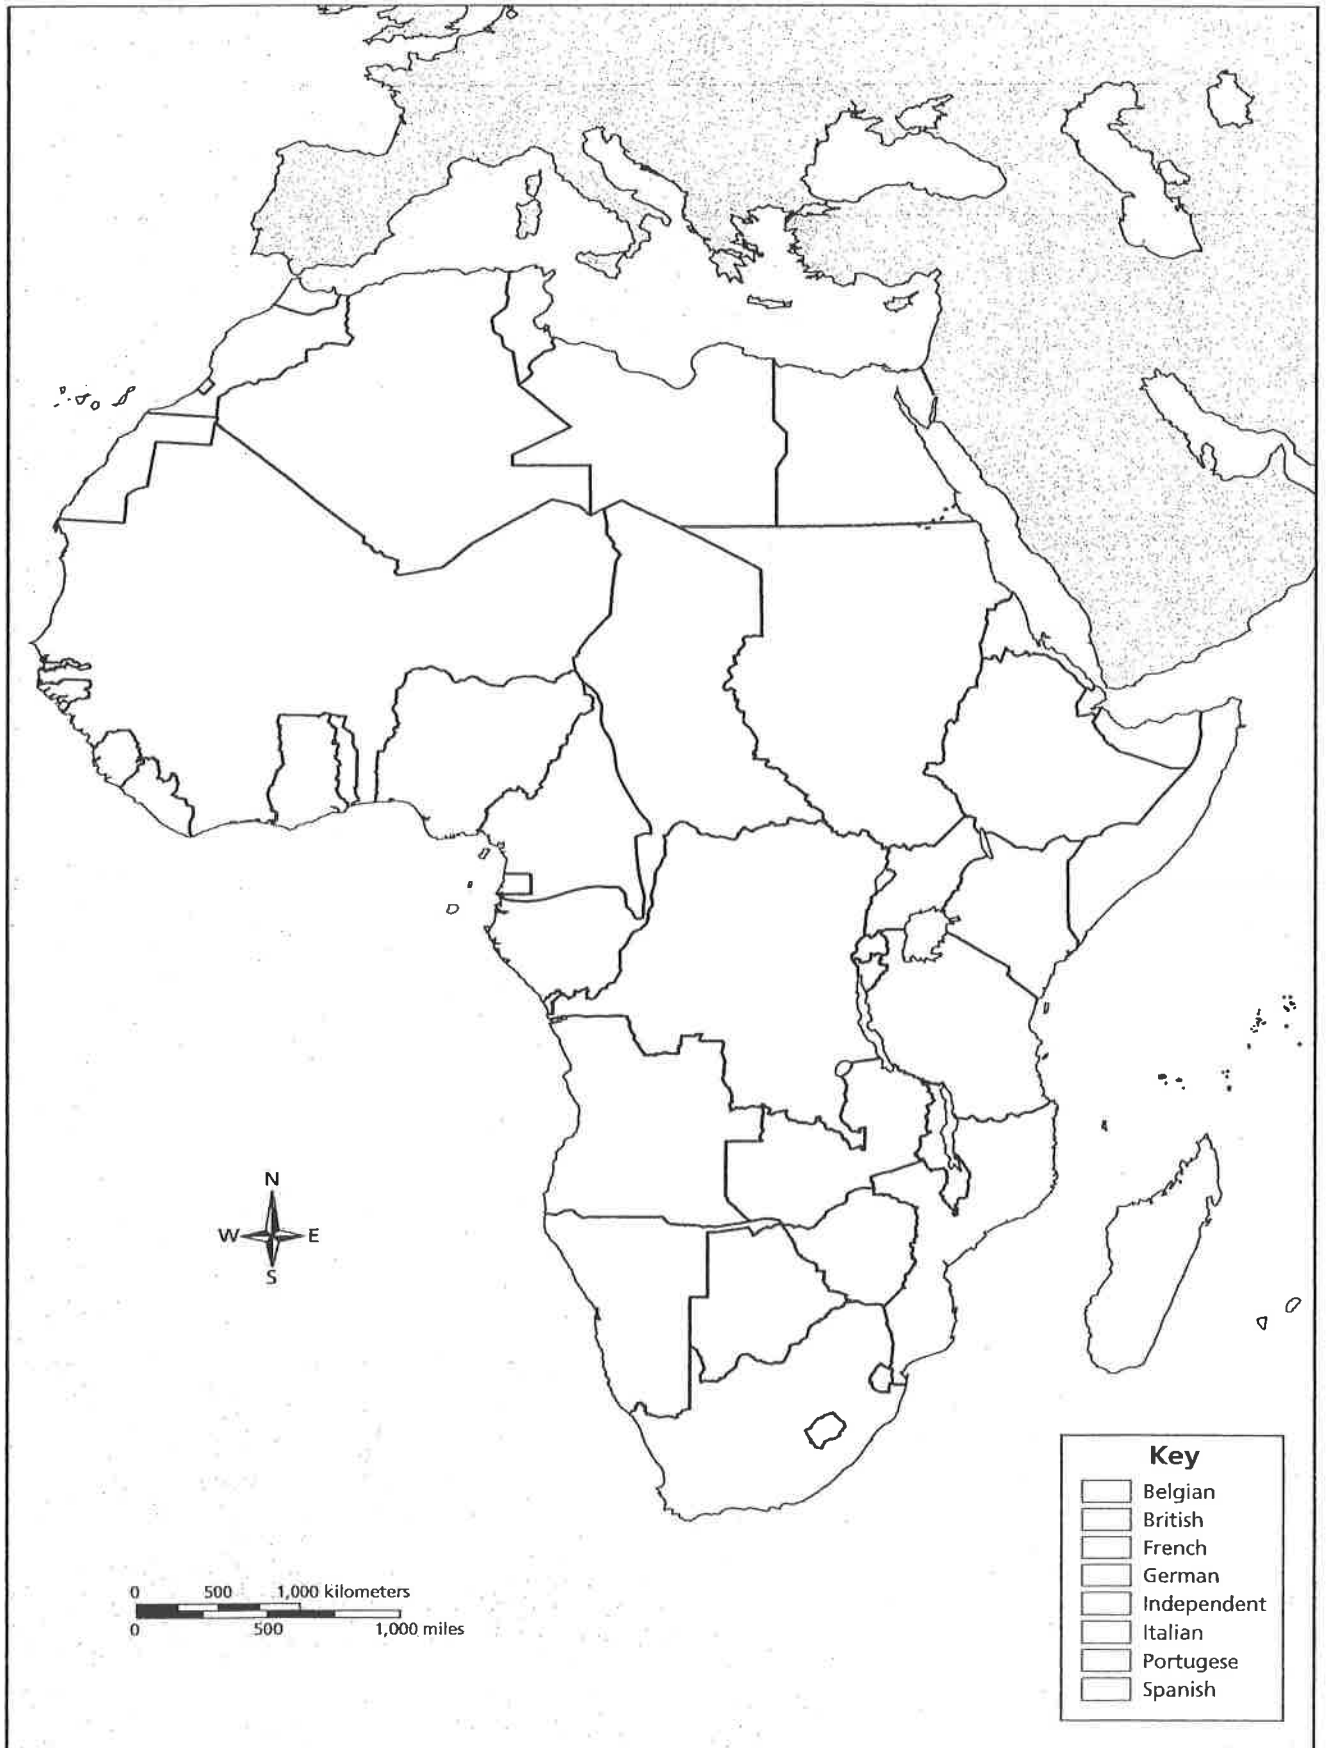 N
W E
S
Key
Belgian
British
French
German
Independent
Italian
Portugese
Spanish
0 500 1,000 kilometers
0 500 1,000 miles